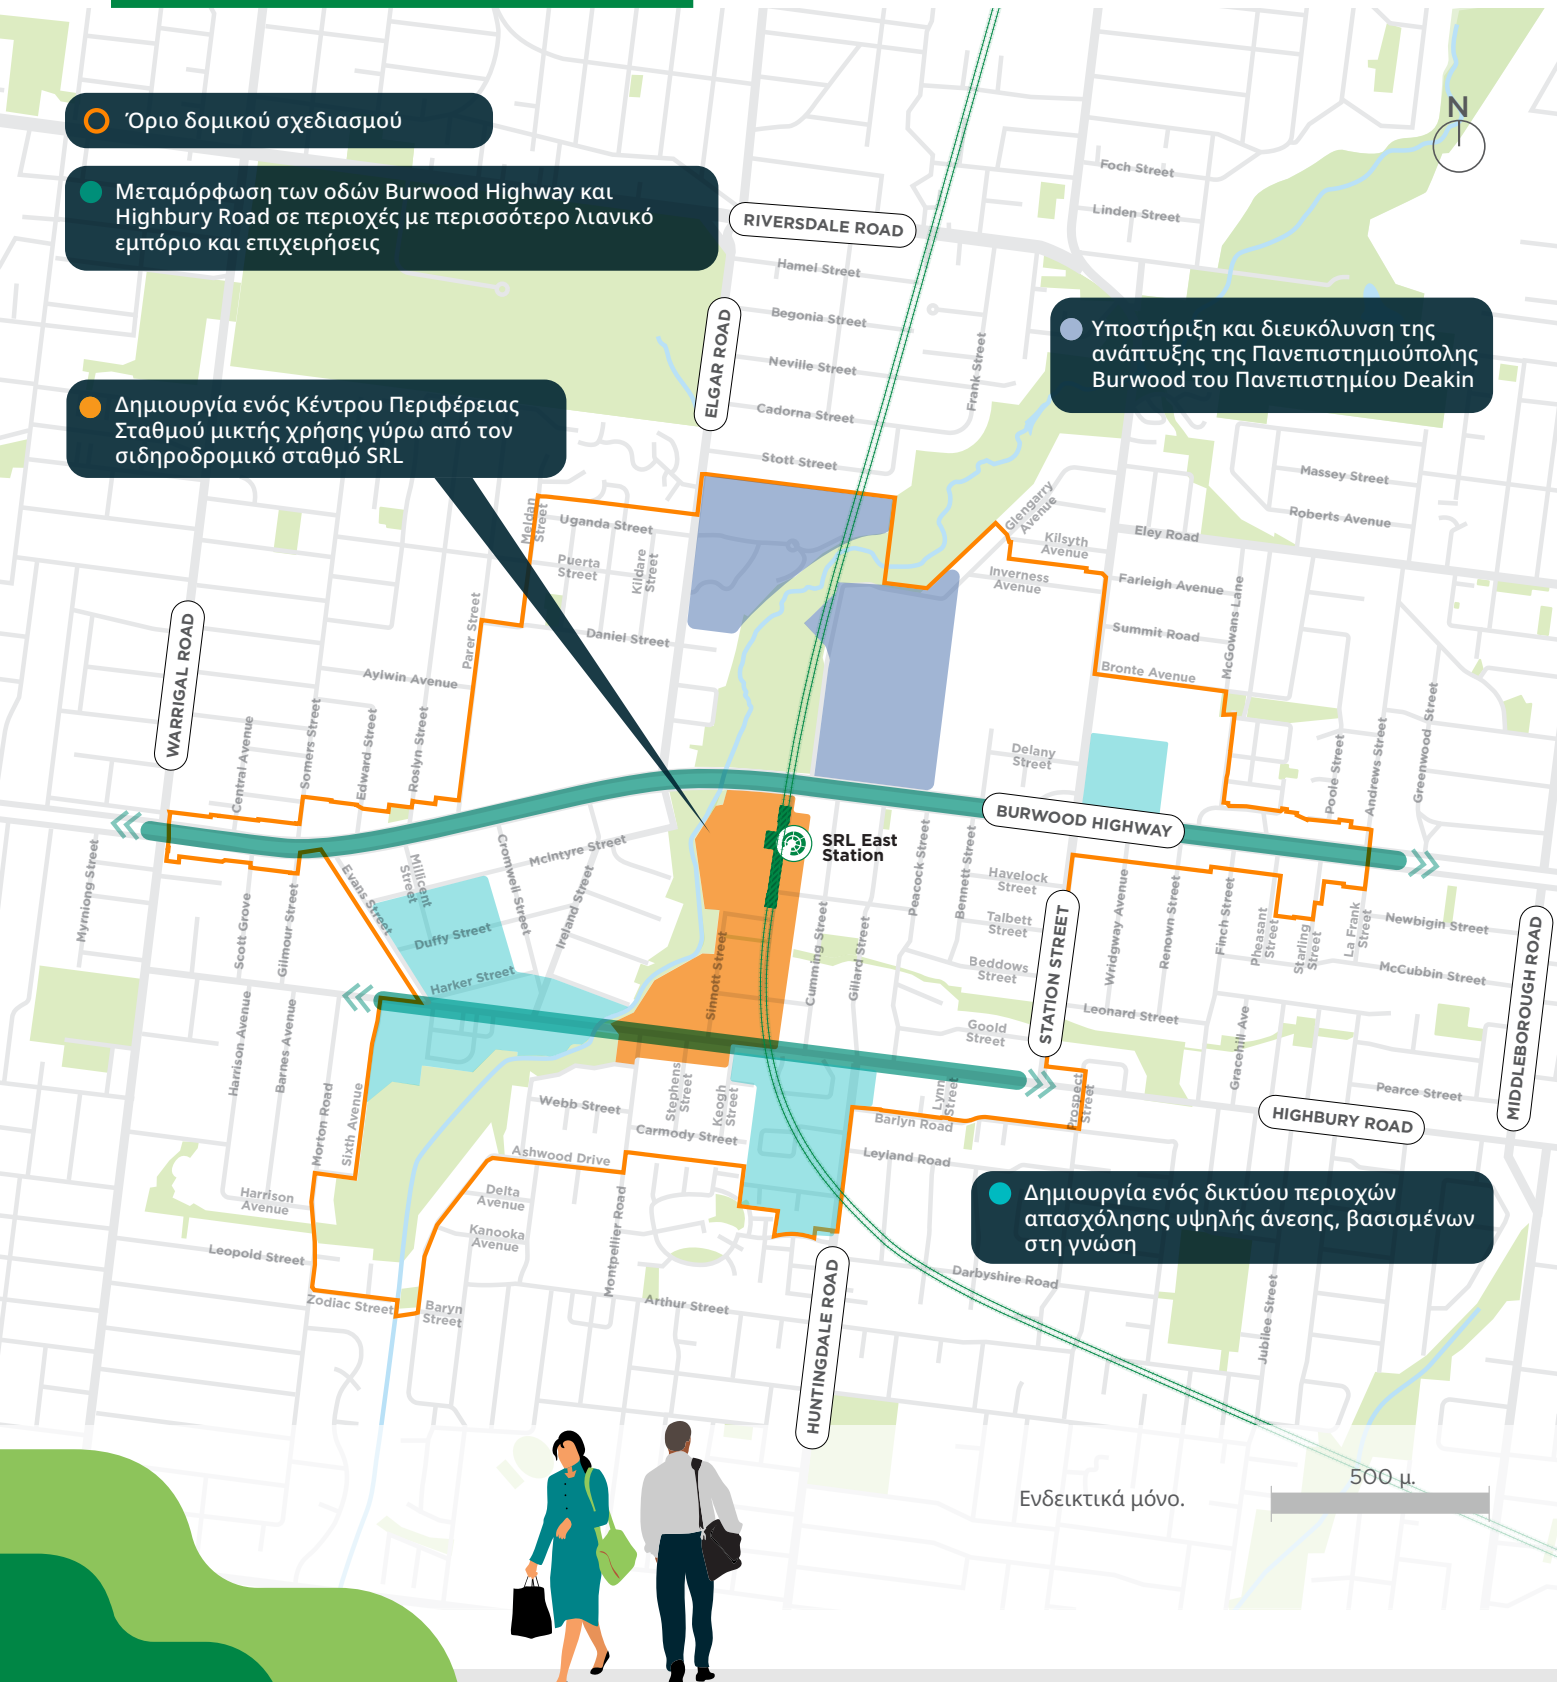 Όριο δομικού σχεδιασμού
Μεταμόρφωση των οδών Burwood Highway και
Highbury Road σε περιοχές με περισσότερο λιανικό
εμπόριο και επιχειρήσεις
N
Foch Street
Linden Street
RIVERSDALE ROAD
Hamel Street
Begonia Street
Neville Street
Cadorna Street
Stott Street
Frank Street
ELGAR ROAD
Υποστήριξη και διευκόλυνση της
ανάπτυξης της Πανεπιστημιούπολης
Burwood του Πανεπιστημίου Deakin
Δημιουργία ενός Κέντρου Περιφέρειας
Σταθμού μικτής χρήσης γύρω από τον
σιδηροδρομικό σταθμό SRL
Massey Street
Roberts Avenue
Glengarry
Avenue
Eley Road
Kilsyth
Avenue
Inverness
Avenue
Farleigh Avenue
Summit Road
Bronte Avenue
McGowans Lane
Meldan
Street
Uganda Street
Puerta
Street
Kildare
Street
Daniel Street
Parer Street
Aylwin Avenue
WARRIGAL ROAD
Central Avenue
Somers Street
Edward Street
Roslyn Street
Delany
Street
Poole Street
Andrews Street
Greenwood Street
BURWOOD HIGHWAY
SRL East
Station
Myrniong Street
Scott Grove
Gilmour Street
Evans Street
Millicent
Street
Cromwell Street
McIntyre Street
Ireland Street
Duffy Street
Harker Street
Sinnott Street
Cumming Street
Gillard Street
Peacock Street
Bennett Street
Havelock
Street
Talbett
Street
Beddows
Street
Goold
Street
STATION STREET
Wridgway Avenue
Renown Street
Finch Street
Pheasant
Street
Starling
Street
La Frank
Street
Newbigin Street
McCubbin Street
Leonard Street
Gracehill Ave
MIDDLEBOROUGH ROAD
Harrison Avenue
Barnes Avenue
Morton Road
Sixth Avenue
Webb Street
Stephens
Street
Keogh
Street
Carmody Street
Ashwood Drive
Lynn
Street
Barlyn Road
Prospect
Street
Leyland Road
Pearce Street
HIGHBURY ROAD
Harrison
Avenue
Leopold Street
Zodiac Street
Delta
Avenue
Kanooka
Avenue
Baryn
Street
Montpellier Road
Arthur Street
HUNTINGDALE ROAD
Δημιουργία ενός δικτύου περιοχών
απασχόλησης υψηλής άνεσης, βασισμένων
στη γνώση
Darbyshire Road
Jubilee Street
Ενδεικτικά μόνο.
500 μ.